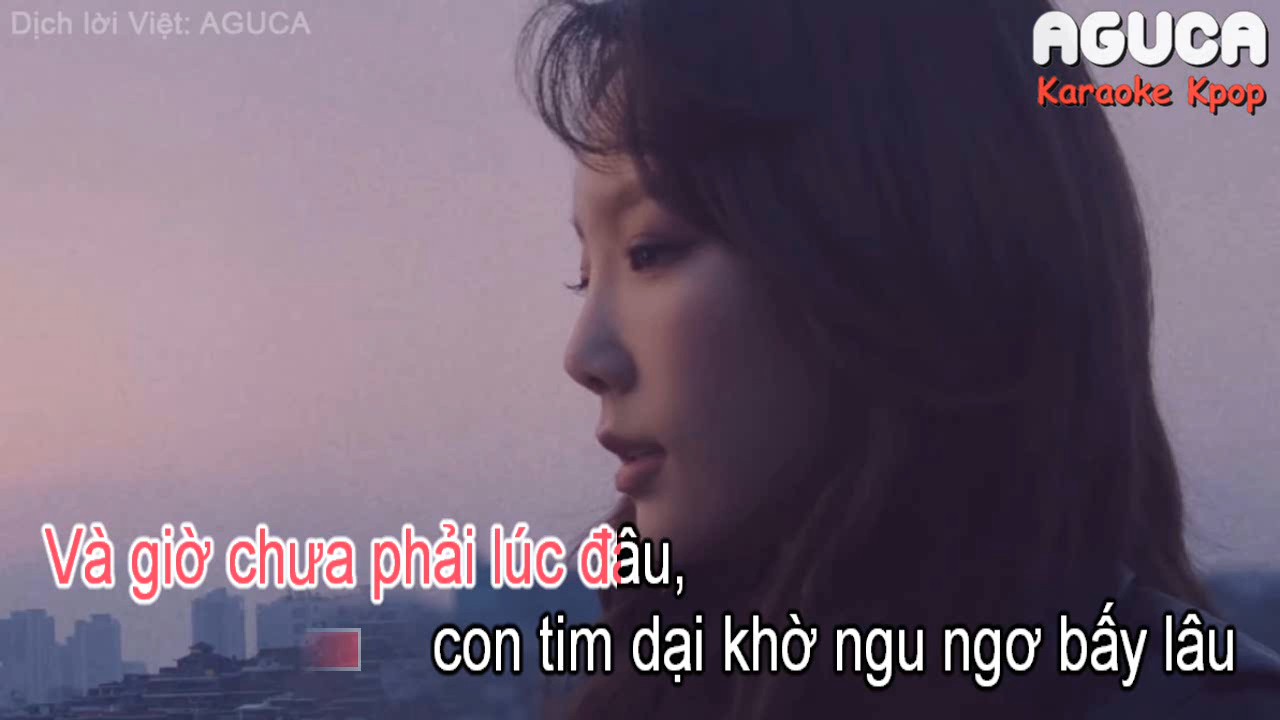 Dịch lời Việt: AGUCA
AGUCA
Karaoke Kpop
Và giờ chưa phải lúc đâu,
con tim dại khờ ngu ngơ bấy lâu